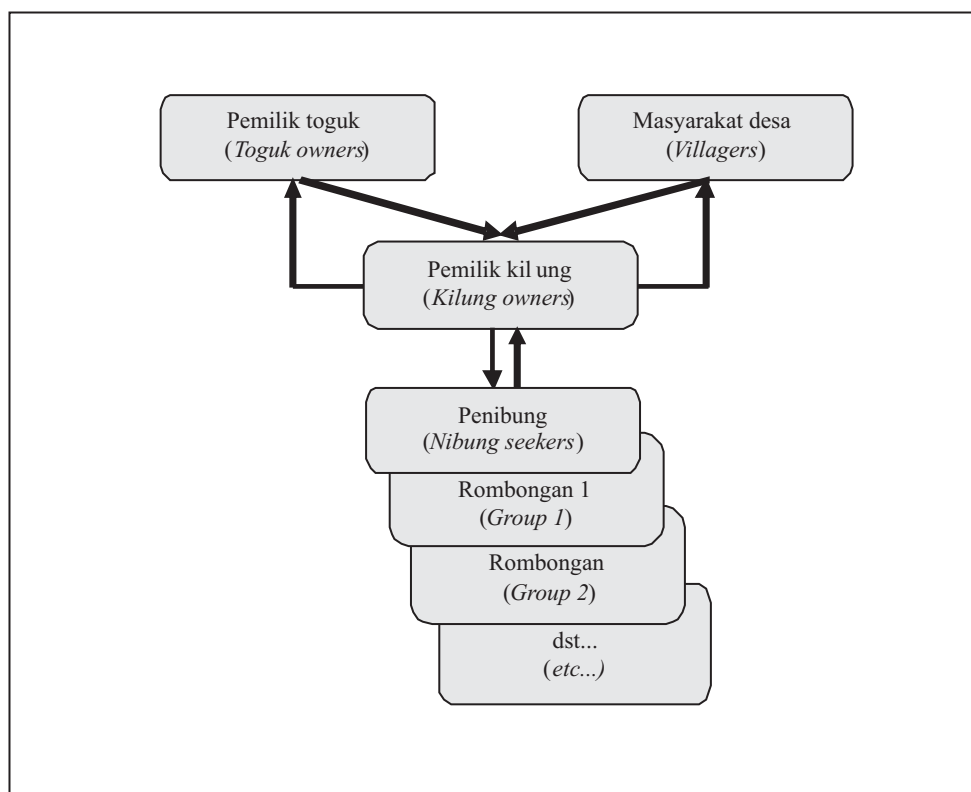 Pemilik toguk
(Toguk owners)
Masyarakat desa
(Villagers)
Pemilik kil ung
(Kilung owners)
Penibung
(Nibung seekers)
Rombongan 1
(Group 1)
Rombongan
(Group 2)
dst...
(etc...)